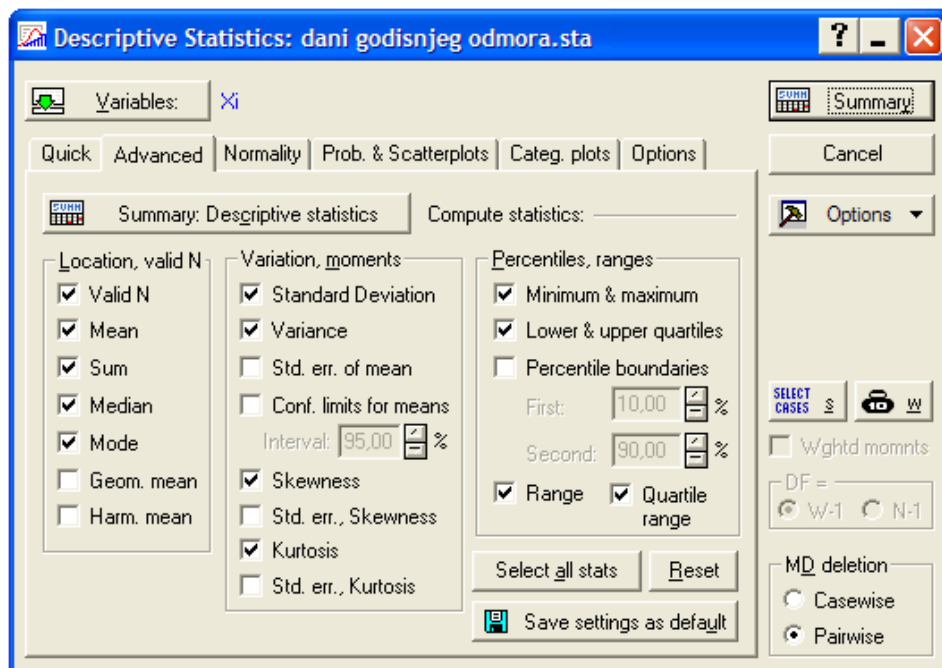 Descriptive Statistics: dani godisnjeg odmora.sta
?
Variables:
Xi
SUMM
Summary
Quick
Advanced
Normality
Prob. & Scatterplots
Categ. plots
Options
Cancel
SUMM
Summary: Descriptive statistics
Compute statistics:
Options
Location, valid N
Valid N
Mean
Sum
Median
Mode
Geom. mean
Harm. mean
Variation, moments
Standard Deviation
Variance
Std. err. of mean
Conf. limits for means
Interval: 95,00 %
Skewness
Std. err., Skewness
Kurtosis
Std. err., Kurtosis
Percentiles, ranges
Minimum & maximum
Lower & upper quartiles
Percentile boundaries
First: 10,00 %
Second: 90,00 %
Range
Quartile
range
Select all stats
Reset
Save settings as default
SELECT
CASES
S
W
Wghtd momnts
DF =
W-1
N-1
MD deletion
Casewise
Pairwise